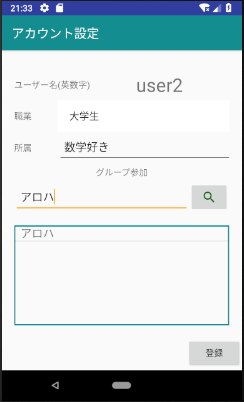 21:33
アカウント設定
ユーザー名(英数字) user2
職業 大学生
所属 数学好き
グループ参加
アロハ
アロハ
登録